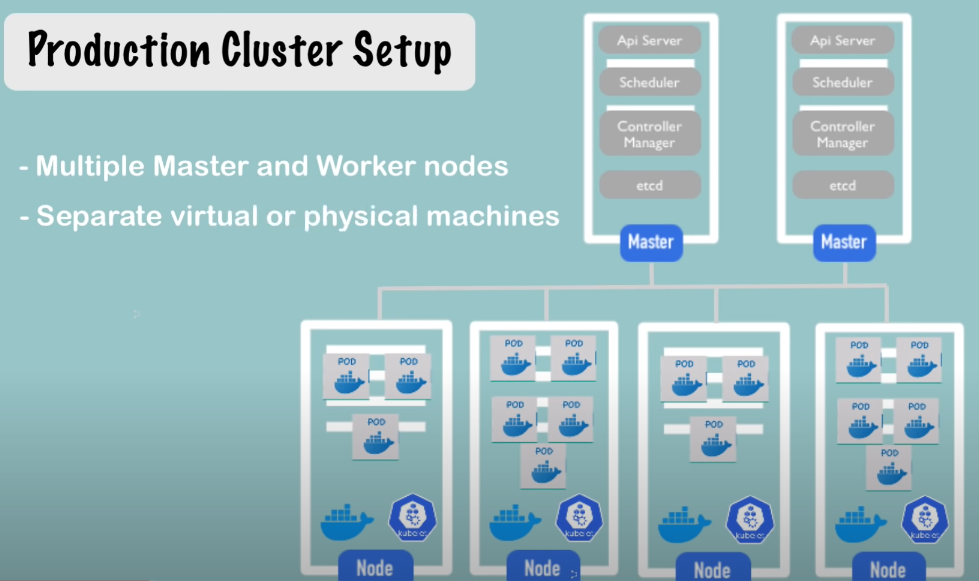 Production Cluster Setup
- Multiple Master and Worker nodes
- Separate virtual or physical machines
Api Server
Scheduler
Controller
Manager
etcd
Master
Api Server
Scheduler
Controller
Manager
etcd
Master
POD
POD
POD
Node
POD
POD
POD
POD
POD
Node
POD
POD
POD
Node
POD
POD
POD
POD
POD
Node